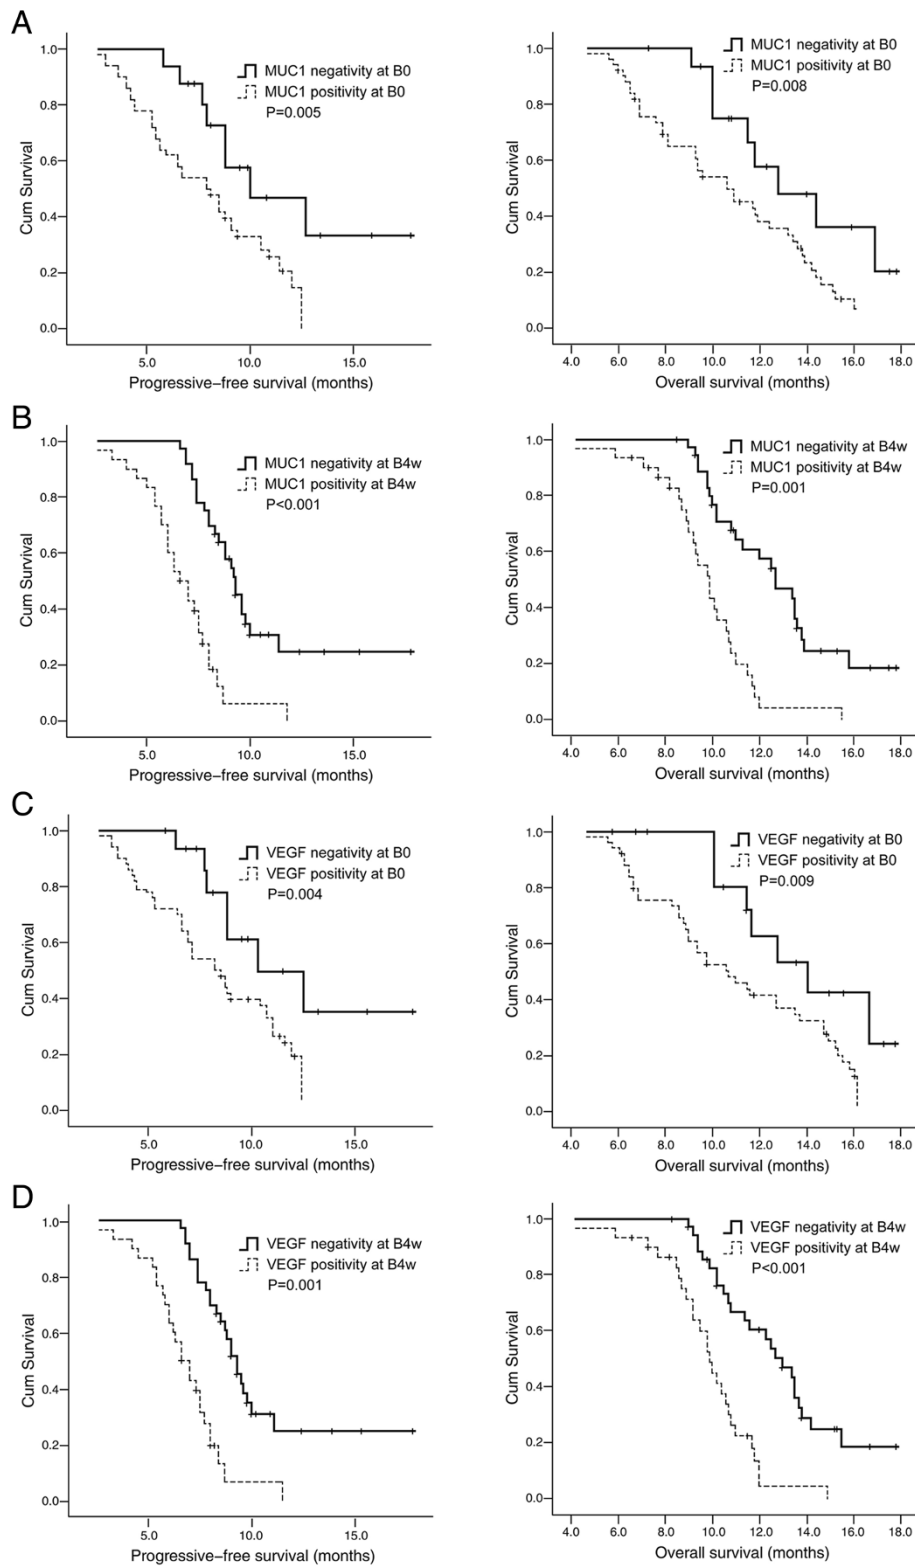 A
1.0
0.8
0.6
0.4
0.2
0.0
Cum Survival
MUC1 negativity at B0
MUC1 positivity at B0
P=0.005
5.0 10.0 15.0
Progressive-free survival (months)
1.0
0.8
0.6
0.4
0.2
0.0
Cum Survival
MUC1 negativity at B0
MUC1 positivity at B0
P=0.008
4.0 6.0 8.0 10.0 12.0 14.0 16.0 18.0
Overall survival (months)
B
1.0
0.8
0.6
0.4
0.2
0.0
Cum Survival
MUC1 negativity at B4w
MUC1 positivity at B4w
P<0.001
5.0 10.0 15.0
Progressive-free survival (months)
1.0
0.8
0.6
0.4
0.2
0.0
Cum Survival
MUC1 negativity at B4w
MUC1 positivity at B4w
P=0.001
4.0 6.0 8.0 10.0 12.0 14.0 16.0 18.0
Overall survival (months)
C
1.0
0.8
0.6
0.4
0.2
0.0
Cum Survival
VEGF negativity at B0
VEGF positivity at B0
P=0.004
5.0 10.0 15.0
Progressive-free survival (months)
1.0
0.8
0.6
0.4
0.2
0.0
Cum Survival
VEGF negativity at B0
VEGF positivity at B0
P=0.009
4.0 6.0 8.0 10.0 12.0 14.0 16.0 18.0
Overall survival (months)
D
1.0
0.8
0.6
0.4
0.2
0.0
Cum Survival
VEGF negativity at B4w
VEGF positivity at B4w
P=0.001
5.0 10.0 15.0
Progressive-free survival (months)
1.0
0.8
0.6
0.4
0.2
0.0
Cum Survival
VEGF negativity at B4w
VEGF positivity at B4w
P<0.001
4.0 6.0 8.0 10.0 12.0 14.0 16.0 18.0
Overall survival (months)